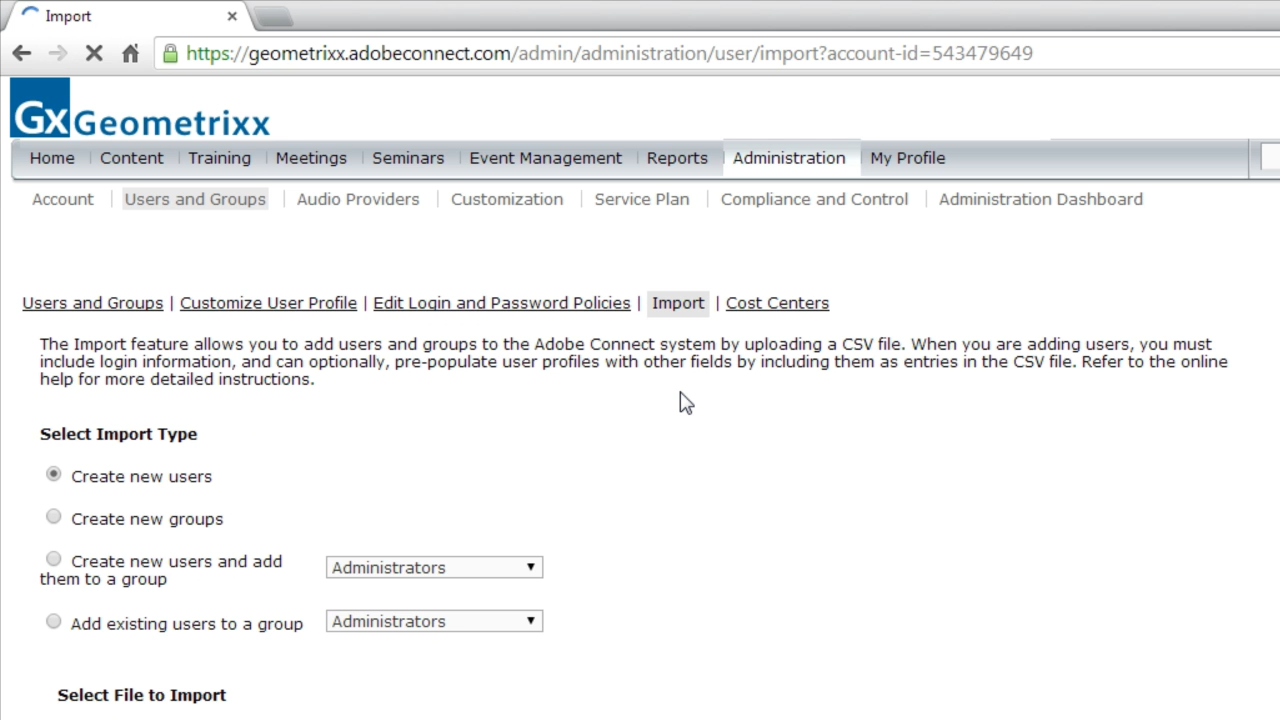 Import
https://geometrixx.adobeconnect.com/admin/administration/user/import?account-id=543479649
Gx Geometrixx
Home Content Training Meetings Seminars Event Management Reports Administration My Profile
Account Users and Groups Audio Providers Customization Service Plan Compliance and Control Administration Dashboard
Users and Groups | Customize User Profile | Edit Login and Password Policies | Import | Cost Centers
The Import feature allows you to add users and groups to the Adobe Connect system by uploading a CSV file. When you are adding users, you must
include login information, and can optionally, pre-populate user profiles with other fields by including them as entries in the CSV file. Refer to the online
help for more detailed instructions.
Select Import Type
Create new users
Create new groups
Create new users and add
them to a group
Administrators
Add existing users to a group
Administrators
Select File to Import